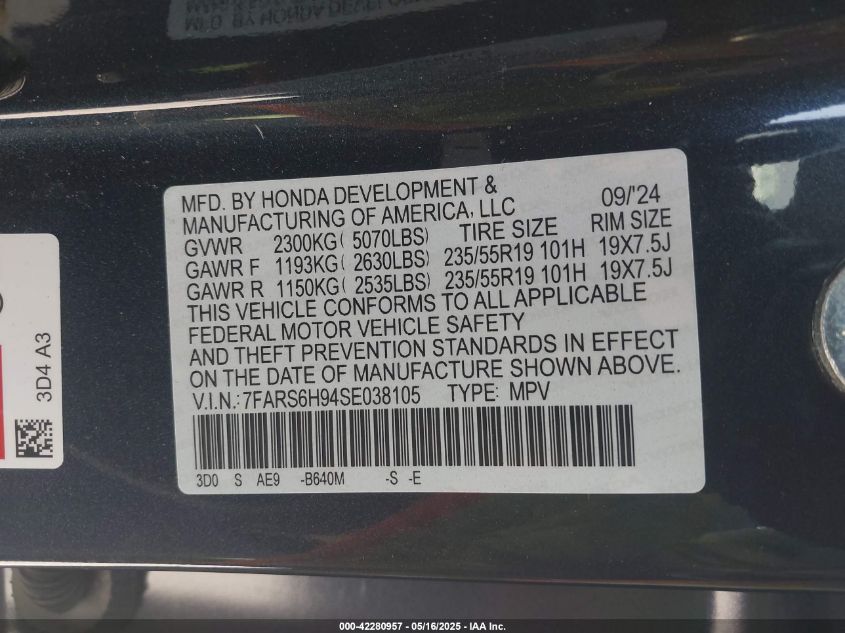 MFD. BY HONDA DEVELOPMENT & 09/'24
MANUFACTURING OF AMERICA, LLC
TIRE SIZE RIM SIZE
GVWR 2300KG( 5070LBS)
GAWR F 1193KG( 2630LBS) 235/55R19 101H 19X7.5J
GAWR R 1150KG( 2535LBS) 235/55R19 101H 19X7.5J
THIS VEHICLE CONFORMS TO ALL APPLICABLE
FEDERAL MOTOR VEHICLE SAFETY
AND THEFT PREVENTION STANDARDS IN EFFECT
ON THE DATE OF MANUFACTURE SHOWN ABOVE.
V.I.N.:7FARS6H94SE038105 TYPE: MPV
3D0 S AE9 -B640M -S -E
3D4 A3
000-42280957 - 05/16/2025 - IAA Inc.